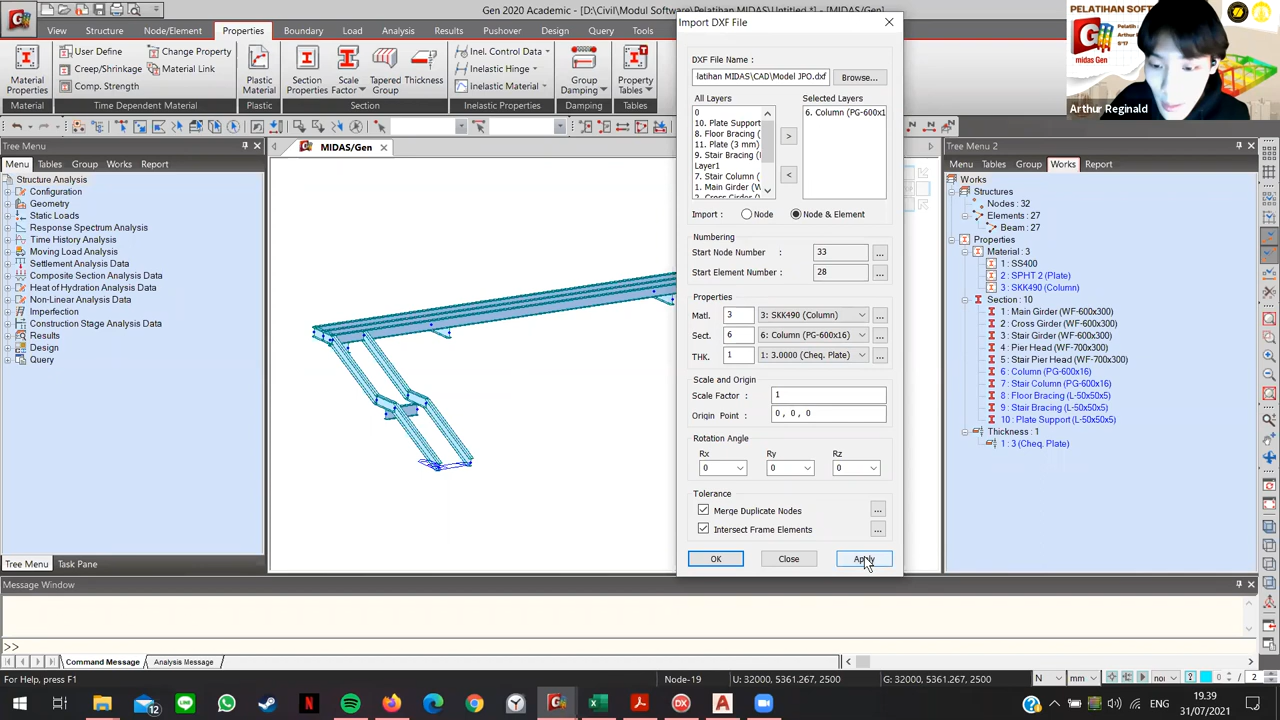 Gen 2020 Academic - [D:\Civil\Modul Software\Pelatihan MIDAS\Untitled *] - [MIDAS/Gen]
View Structure Node/Element Properties Boundary Load Analysis Results Pushover Design Query Tools
User Define
Creep/Shrinkage
Comp. Strength
Change Property
Material Link
Inel. Control Data
Inelastic Hinge
Inelastic Material
Material Properties
Plastic Material
Section Properties
Scale Factor
Tapered Group
Thickness
Group Damping
Property Tables
Material
Time Dependent Material
Plastic
Section
Inelastic Properties
Damping
Tables
Tree Menu
MIDAS/Gen
Menu Tables Group Works Report
Structure Analysis
Configuration
Geometry
Static Loads
Response Spectrum Analysis
Time History Analysis
Moving Load Analysis
Settlement Analysis Data
Composite Section Analysis Data
Heat of Hydration Analysis Data
Non-Linear Analysis Data
Imperfection
Construction Stage Analysis Data
Results
Design
Query
Tree Menu Task Pane
Import DXF File
DXF File Name :
latihan MIDAS\CAD\Model JPO.dxf Browse...
All Layers Selected Layers
0
10. Plate Support
8. Floor Bracing (
11. Plate (3 mm)
9. Stair Bracing (
Layer1
7. Stair Column (
1. Main Girder (W
6. Column (PG-600x1
>
<
Import : Node Node & Element
Numbering
Start Node Number : 33 ...
Start Element Number : 28 ...
Properties
Matl. 3 3: SKK490 (Column) ...
Sect. 6 6: Column (PG-600x16) ...
THK. 1 1: 3.0000 (Cheq. Plate) ...
Scale and Origin
Scale Factor : 1
Origin Point : 0 , 0 , 0
Rotation Angle
Rx Ry Rz
0 0 0
Tolerance
Merge Duplicate Nodes ...
Intersect Frame Elements ...
OK Close Apply
PELATIHAN
Arthur R
S'17
midas Gen
Arthur Reginald
Tree Menu 2
Menu Tables Group Works Report
Works
Structures
Nodes: 32
Elements: 27
Beam: 27
Properties
Material : 3
1 : SS400
2 : SPHT 2 (Plate)
3 : SKK490 (Column)
Section : 10
1 : Main Girder (WF-600x300)
2 : Cross Girder (WF-600x300)
3 : Stair Girder (WF-600x300)
4 : Pier Head (WF-700x300)
5 : Stair Pier Head (WF-700x300)
6 : Column (PG-600x16)
7 : Stair Column (PG-600x16)
8 : Floor Bracing (L-50x50x5)
9 : Stair Bracing (L-50x50x5)
10 : Plate Support (L-50x50x5)
Thickness : 1
1 : 3 (Cheq. Plate)
Message Window
>>
Command Message Analysis Message
For Help, press F1
Node-19
U: 32000, 5361.267, 2500
G: 32000, 5361.267, 2500
N
mm
non
/ 2
12
ENG
19.39
31/07/2021